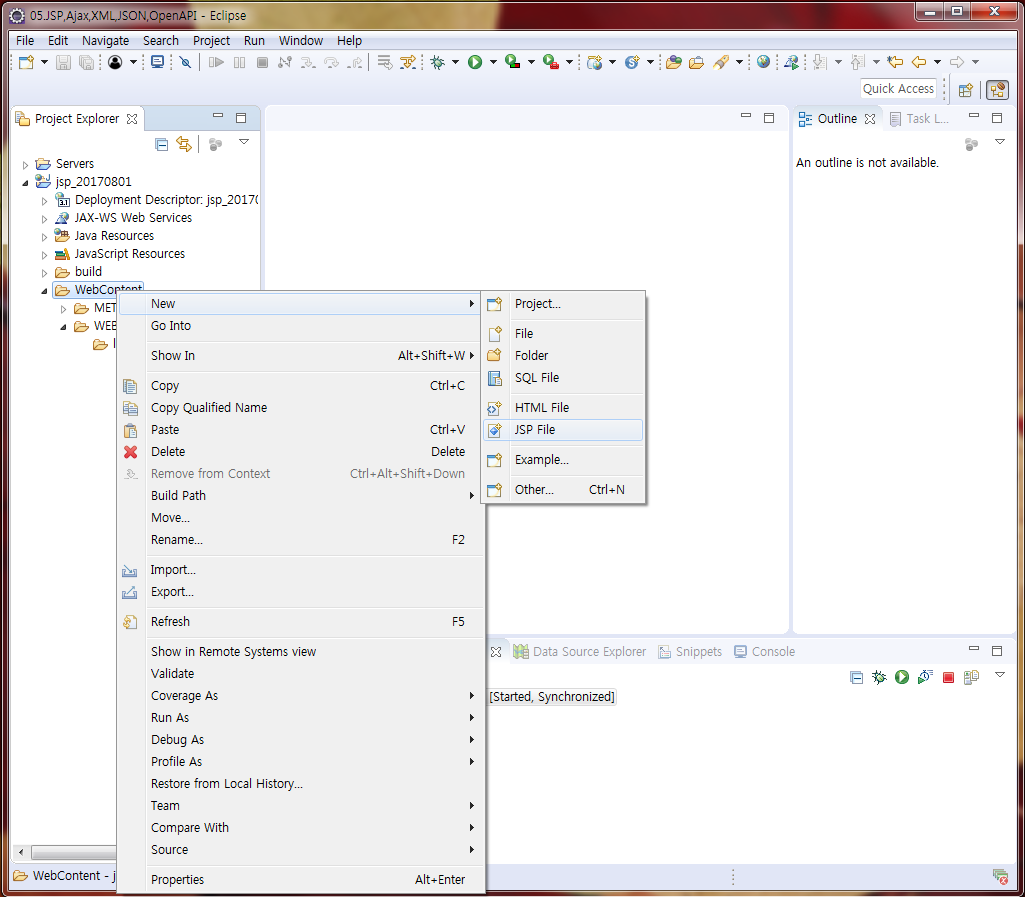 05.JSP,Ajax,XML,JSON,OpenAPI - Eclipse
File Edit Navigate Search Project Run Window Help
Quick Access
Project Explorer
Outline
Task L...
Servers
jsp_20170801
Deployment Descriptor: jsp_2017
JAX-WS Web Services
Java Resources
JavaScript Resources
build
WebContent
MET
WEB
An outline is not available.
New
Go Into
Show In Alt+Shift+W
Copy Ctrl+C
Copy Qualified Name
Paste Ctrl+V
Delete Delete
Remove from Context Ctrl+Alt+Shift+Down
Build Path
Move...
Rename... F2
Import...
Export...
Refresh F5
Show in Remote Systems view
Validate
Coverage As
Run As
Debug As
Profile As
Restore from Local History...
Team
Compare With
Source
Properties Alt+Enter
Project...
File
Folder
SQL File
HTML File
JSP File
Example...
Other... Ctrl+N
Data Source Explorer
Snippets
Console
[Started, Synchronized]
WebContent - j